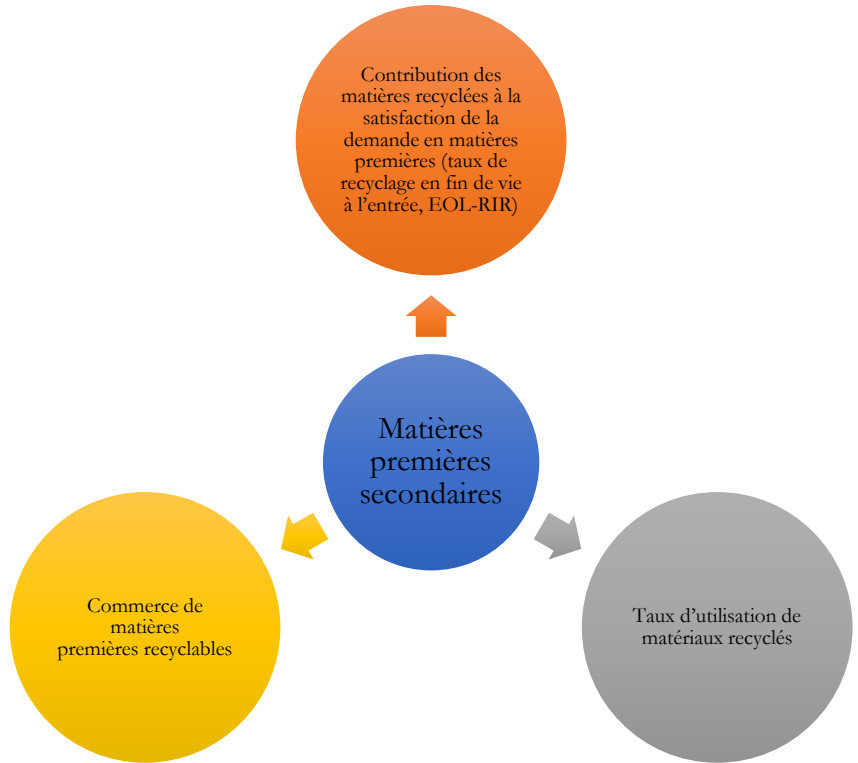 Contribution des
matières recyclées à la
satisfaction de la
demande en matières
premières (taux de
recyclage en fin de vie
à l’entrée, EOL-RIR)
Matières
premières
secondaires
Commerce de
matières
premières recyclables
Taux d’utilisation de
matériaux recyclés